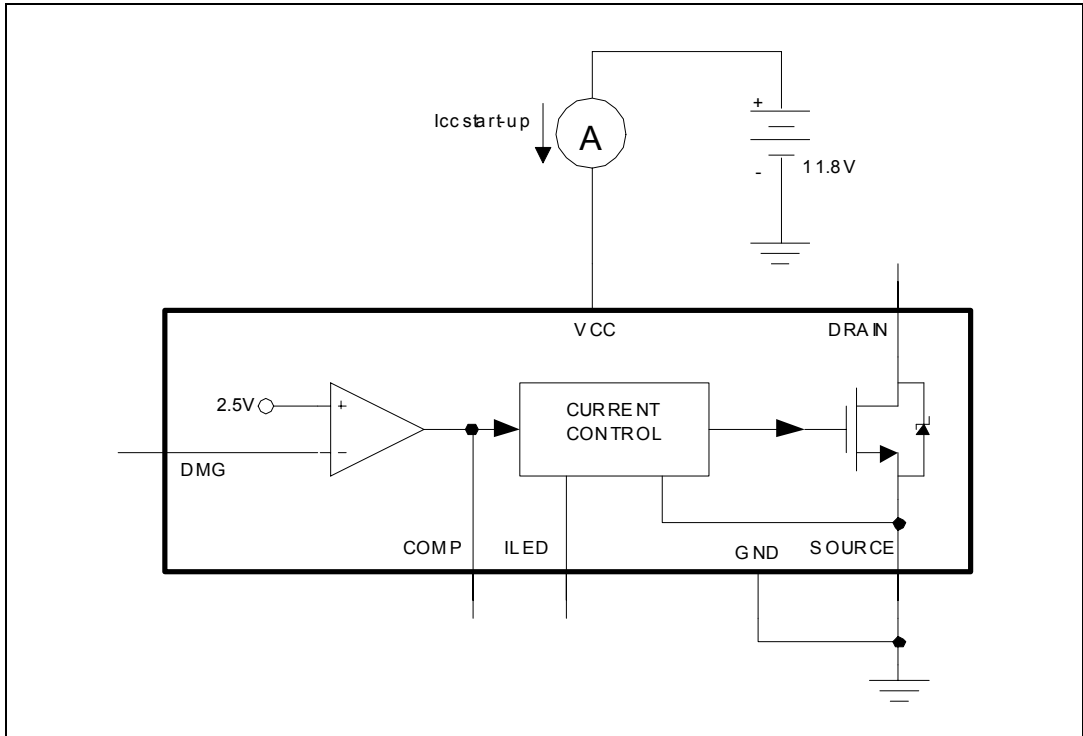 Icc start-up
A
+
-
11.8V
VCC
DRAIN
2.5V
+
-
DMG
CURRENT
CONTROL
COMP
ILED
GND
SOURCE